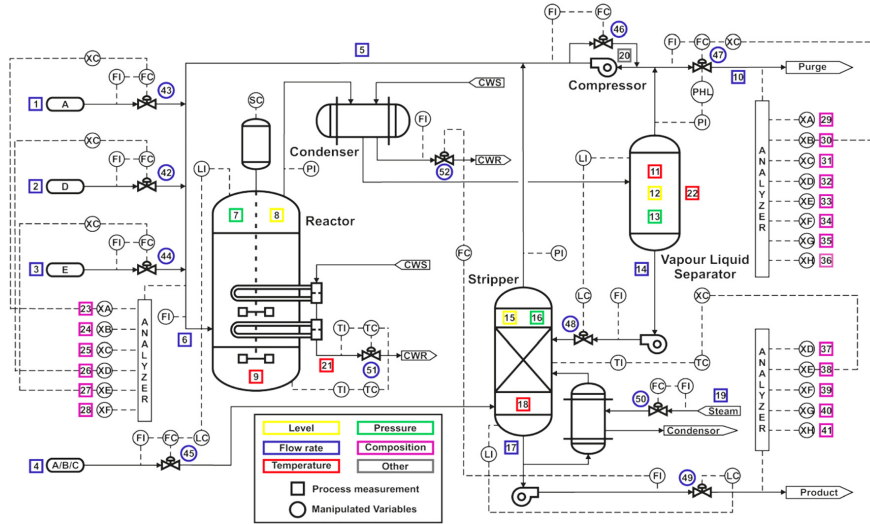 46
FI FC
5
20
Compressor
FI FC XC
47
10
Purge
XC
FI FC
43
1 A
CWS
SC
Condenser
FI
CWR
52
PHL
PI
XA 29
XB 30
XC 31
XD 32
XE 33
XF 34
XG 35
XH 36
ANALYZER
XC
FI FC
42
2 D
LI
PI
LI
11
12
13
22
Vapour Liquid
Separator
14
7 8
Reactor
XC
FI FC
44
3 E
CWS
FC
PI
Stripper
LC FI
48
XC
23 XA
24 XB
25 XC
26 XD
27 XE
28 XF
ANALYZER
FI
6
TI TC
51
CWR
21
TI TC
9
15 16
TI TC
18
17
FC FI
50
19
Steam
Condensor
XD 37
XE 38
XF 39
XG 40
XH 41
ANALYZER
FI FC LC
45
4 A/B/C
LI
FI
49
LC
Product
Level
Pressure
Flow rate
Composition
Temperature
Other
Process measurement
Manipulated Variables